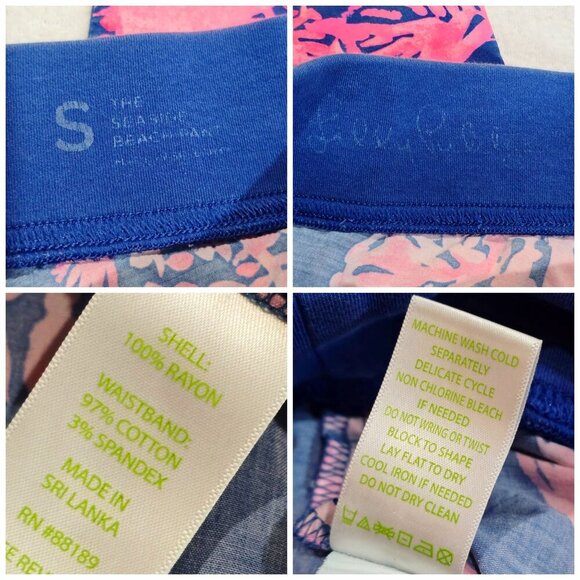 S
THE
SEASIDE
BEACH PANT
Lilly Pulitzer
SHELL:
100% RAYON
WAISTBAND:
97% COTTON
3% SPANDEX
MADE IN
SRI LANKA
RN #88189
MACHINE WASH COLD
SEPARATELY
DELICATE CYCLE
NON CHLORINE BLEACH
IF NEEDED
DO NOT WRING OR TWIST
BLOCK TO SHAPE
LAY FLAT TO DRY
COOL IRON IF NEEDED
DO NOT DRY CLEAN